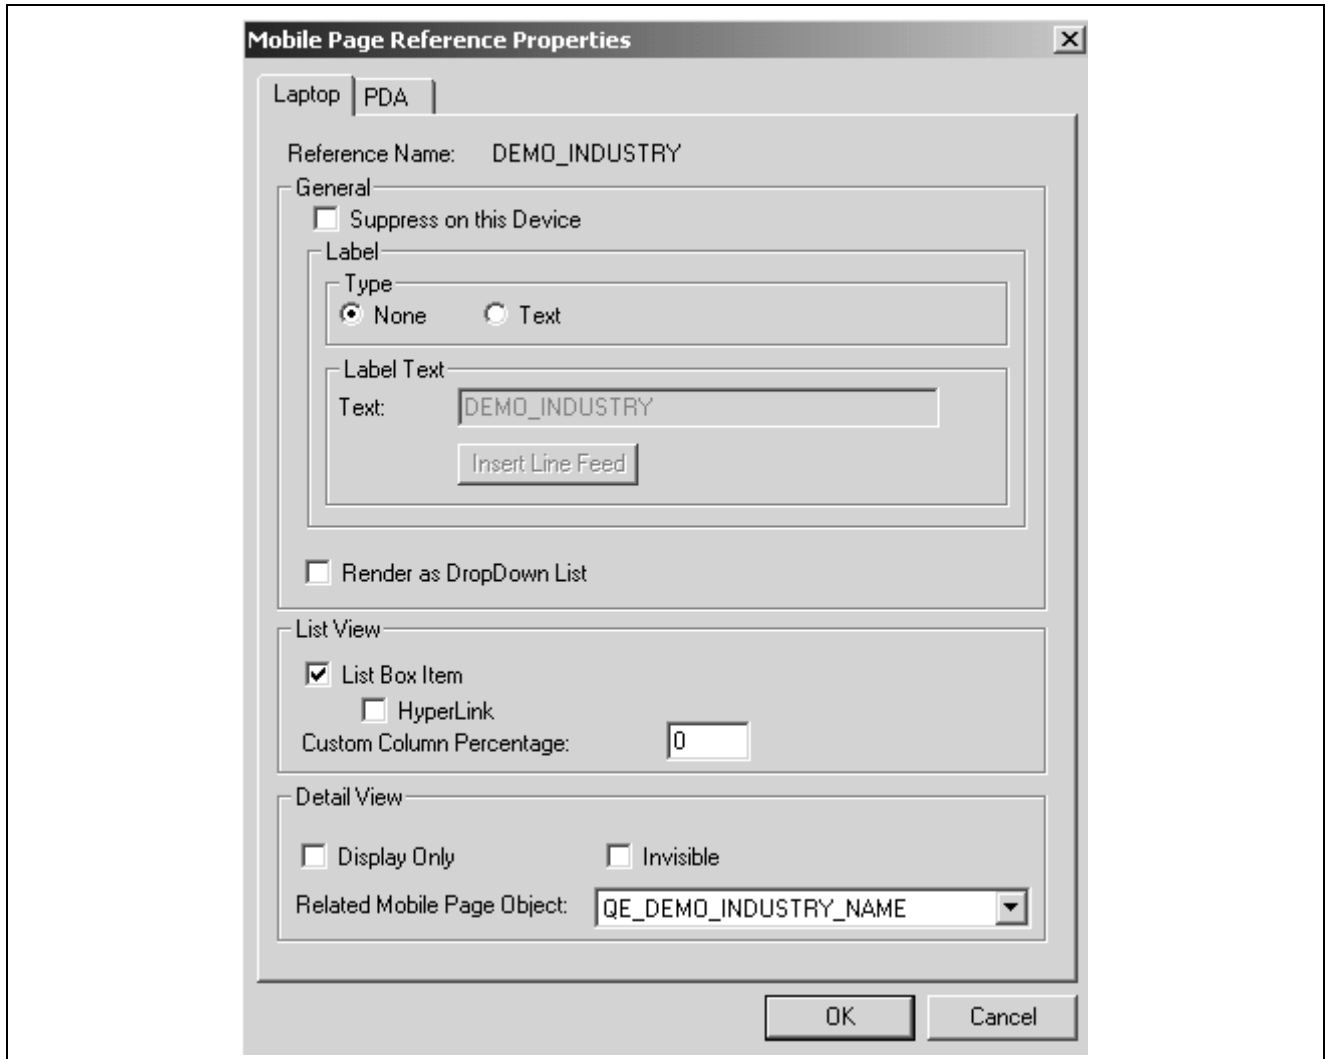 Mobile Page Reference Properties
Laptop PDA
Reference Name: DEMO_INDUSTRY
General
Suppress on this Device
Label
Type
None Text
Label Text
Text: DEMO_INDUSTRY
Insert Line Feed
Render as DropDown List
List View
List Box Item
HyperLink
Custom Column Percentage: 0
Detail View
Display Only Invisible
Related Mobile Page Object: QE_DEMO_INDUSTRY_NAME
OK Cancel